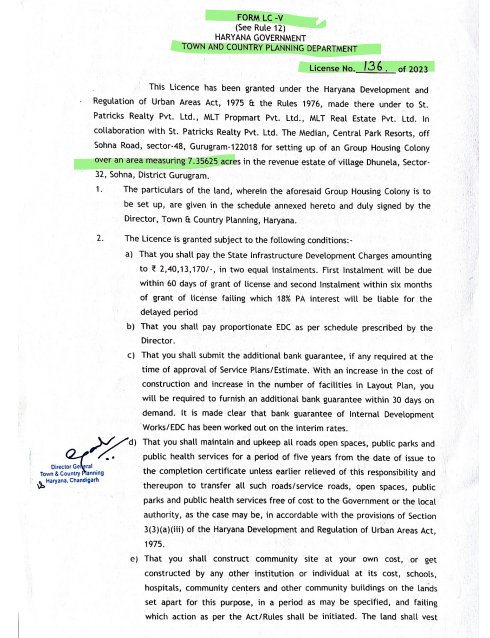 FORM LC -V
(See Rule 12)
HARYANA GOVERNMENT
TOWN AND COUNTRY PLANNING DEPARTMENT
License No. 136. of 2023
This Licence has been granted under the Haryana Development and
Regulation of Urban Areas Act, 1975 & the Rules 1976, made there under to St.
Patricks Realty Pvt. Ltd., MLT Propmart Pvt. Ltd., MLT Real Estate Pvt. Ltd. In
collaboration with St. Patricks Realty Pvt. Ltd. The Median, Central Park Resorts, off
Sohna Road, sector-48, Gurugram-122018 for setting up of an Group Housing Colony
over an area measuring 7.35625 acres in the revenue estate of village Dhunela, Sector-
32, Sohna, District Gurugram.
1. The particulars of the land, wherein the aforesaid Group Housing Colony is to
be set up, are given in the schedule annexed hereto and duly signed by the
Director, Town & Country Planning, Haryana.
2. The Licence is granted subject to the following conditions:-
a) That you shall pay the State Infrastructure Development Charges amounting
to ₹ 2,40,13,170/-, in two equal instalments. First Instalment will be due
within 60 days of grant of license and second Instalment within six months
of grant of license failing which 18% PA interest will be liable for the
delayed period
b) That you shall pay proportionate EDC as per schedule prescribed by the
Director.
c) That you shall submit the additional bank guarantee, if any required at the
time of approval of Service Plans/Estimate. With an increase in the cost of
construction and increase in the number of facilities in Layout Plan, you
will be required to furnish an additional bank guarantee within 30 days on
demand. It is made clear that bank guarantee of Internal Development
Works/EDC has been worked out on the interim rates.
d) That you shall maintain and upkeep all roads open spaces, public parks and
public health services for a period of five years from the date of issue to
the completion certificate unless earlier relieved of this responsibility and
thereupon to transfer all such roads/service roads, open spaces, public
parks and public health services free of cost to the Government or the local
authority, as the case may be, in accordable with the provisions of Section
3(3)(a)(iii) of the Haryana Development and Regulation of Urban Areas Act,
1975.
Director General
Town & Country Planning
Haryana, Chandigarh
e) That you shall construct community site at your own cost, or get
constructed by any other institution or individual at its cost, schools,
hospitals, community centers and other community buildings on the lands
set apart for this purpose, in a period as may be specified, and failing
which action as per the Act/Rules shall be initiated. The land shall vest